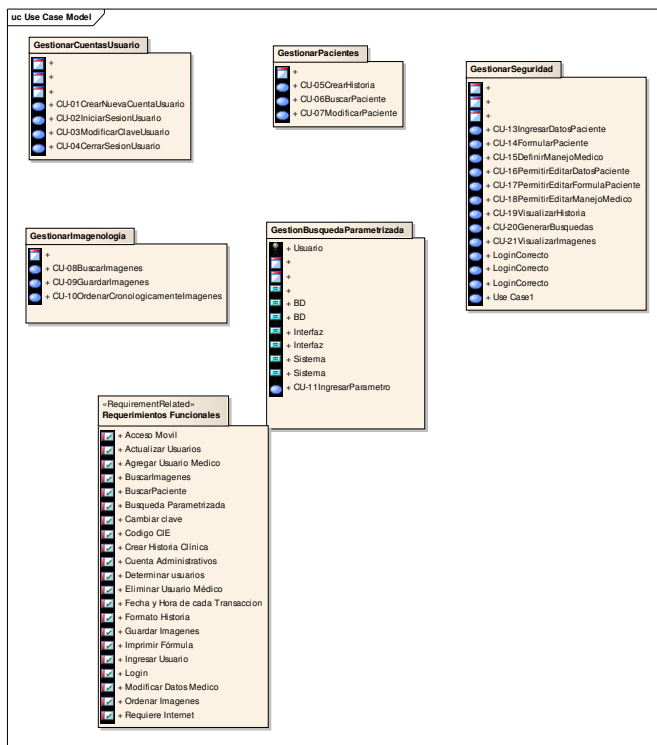 uc Use Case Model
GestionarCuentasUsuario
+
+
+
+ CU-01CrearNuevaCuentaUsuario
+ CU-02IniciarSesionUsuario
+ CU-03ModificarClaveUsuario
+ CU-04CerrarSesionUsuario
GestionarPacientes
+
+ CU-05CrearHistoria
+ CU-06BuscarPaciente
+ CU-07ModificarPaciente
GestionarSeguridad
+
+
+
+ CU-13IngresarDatosPaciente
+ CU-14FormularPaciente
+ CU-15DefinirManejoMedico
+ CU-16PermitirEditarDatosPaciente
+ CU-17PermitirEditarFormulaPaciente
+ CU-18PermitirEditarManejoMedico
+ CU-19VisualizarHistoria
+ CU-20GenerarBusquedas
+ CU-21VisualizarImagenes
+ LoginCorrecto
+ LoginCorrecto
+ LoginCorrecto
+ Use Case1
GestionarImagenologia
+
+ CU-08BuscarImagenes
+ CU-09GuardarImagenes
+ CU-10OrdenarCronologicamenteImagenes
GestionBusquedaParametrizada
+ Usuario
+
+
+
+ BD
+ BD
+ Interfaz
+ Interfaz
+ Sistema
+ Sistema
+ CU-11IngresarParametro
«RequirementRelated»
Requerimientos Funcionales
+ Acceso Movil
+ Actualizar Usuarios
+ Agregar Usuario Medico
+ BuscarImagenes
+ BuscarPaciente
+ Busqueda Parametrizada
+ Cambiar clave
+ Codigo CIE
+ Crear Historia Clínica
+ Cuenta Administrativos
+ Determinar usuarios
+ Eliminar Usuario Médico
+ Fecha y Hora de cada Transaccion
+ Formato Historia
+ Guardar Imagenes
+ Imprimir Fórmula
+ Ingresar Usuario
+ Login
+ Modificar Datos Medico
+ Ordenar Imagenes
+ Requiere Internet